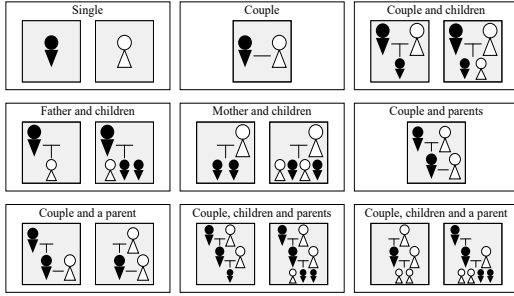 Single
Couple
Couple and children
Father and children
Mother and children
Couple and parents
Couple and a parent
Couple, children and parents
Couple, children and a parent